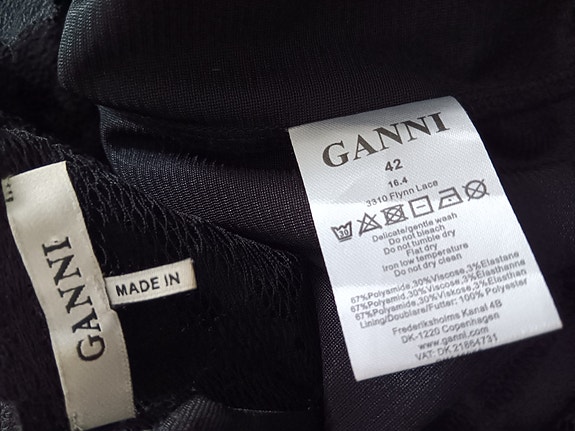 GANNI
MADE IN
GANNI
42
16.4
3310 Flynn Lace
30
Delicate/gentle wash
Do not bleach
Do not tumble dry
Flat dry
Iron low temperature
Do not dry clean
67%Polyamide,30%Viscose,3%Elastane
67%Polyamid,30%Viscose,3%Elasthanne
67%Polyamid,30%Viskose,3%Elasthan
Lining/Doublure/Futter: 100% Polyester
Frederiksholms Kanal 4B
DK-1220 Copenhagen
www.ganni.com
VAT: DK 21864731